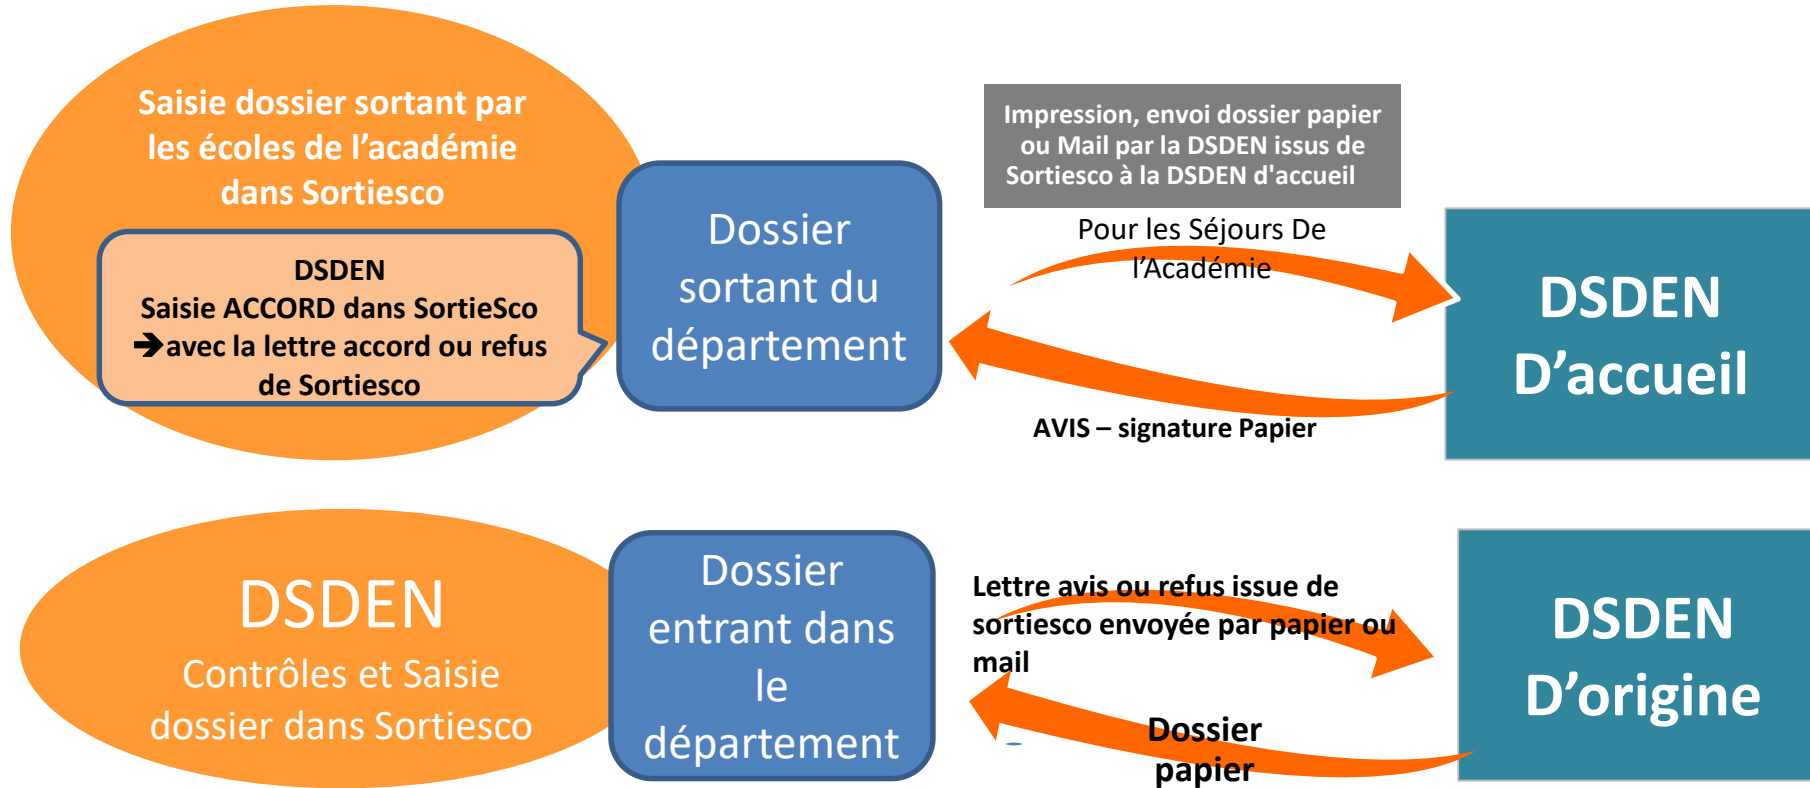 Saisie dossier sortant par
les écoles de l’académie
dans Sortiesco
DSDEN
Saisie ACCORD dans SortieSco
➔avec la lettre accord ou refus
de Sortiesco
Dossier
sortant du
département
Impression, envoi dossier papier
ou Mail par la DSDEN issus de
Sortiesco à la DSDEN d'accueil
Pour les Séjours De
l’Académie
AVIS – signature Papier
DSDEN
D’accueil
DSDEN
Contrôles et Saisie
dossier dans Sortiesco
Dossier
entrant dans
le
département
Lettre avis ou refus issue de
sortiesco envoyée par papier ou
mail
Dossier
papier
DSDEN
D’origine